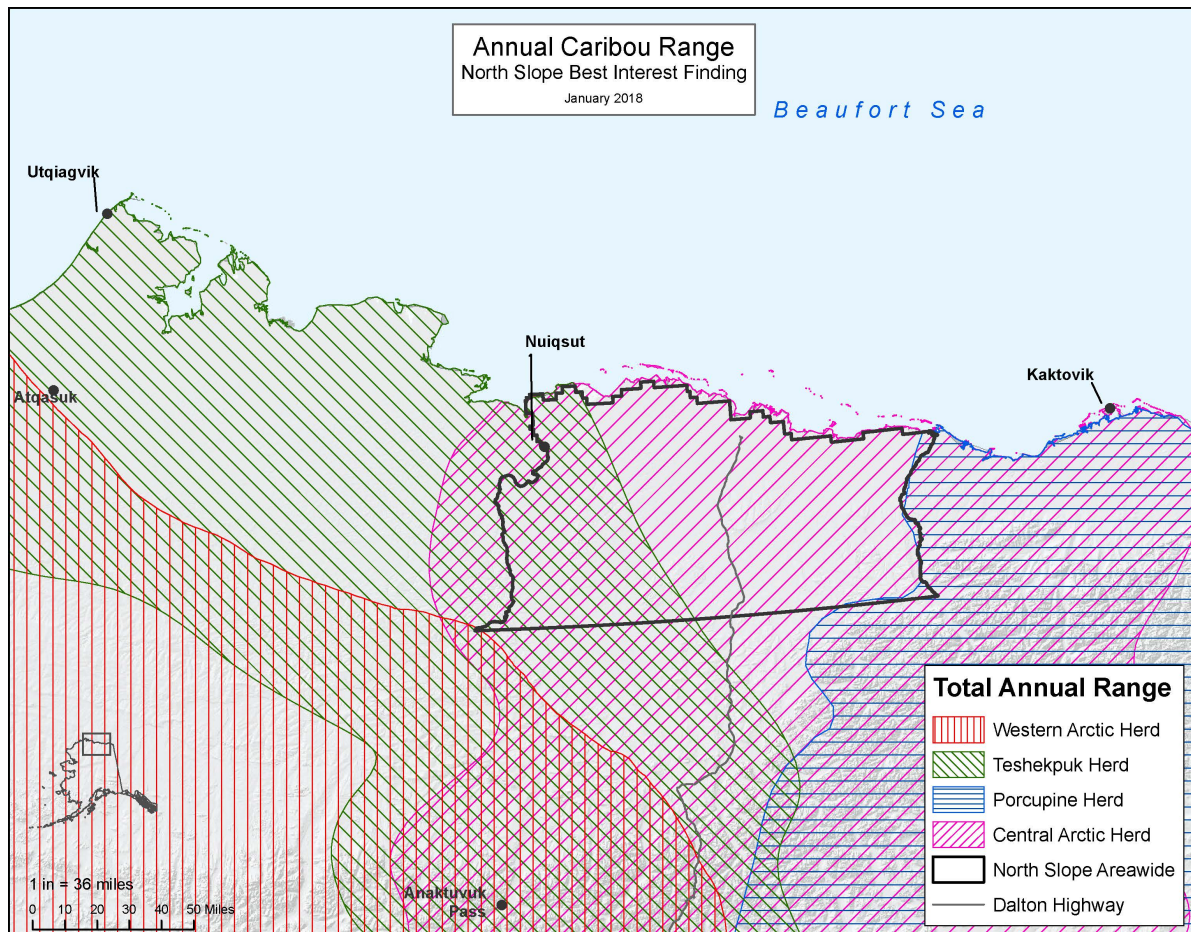 Annual Caribou Range
North Slope Best Interest Finding
January 2018
Beaufort Sea
Utqiagvik
Nuiqsut
Kaktovik
Atqasuk
Total Annual Range
Western Arctic Herd
Teshekpuk Herd
Porcupine Herd
Central Arctic Herd
North Slope Areawide
Dalton Highway
1 in = 36 miles
Anaktuvuk
Pass
0 10 20 30 40 50 Miles